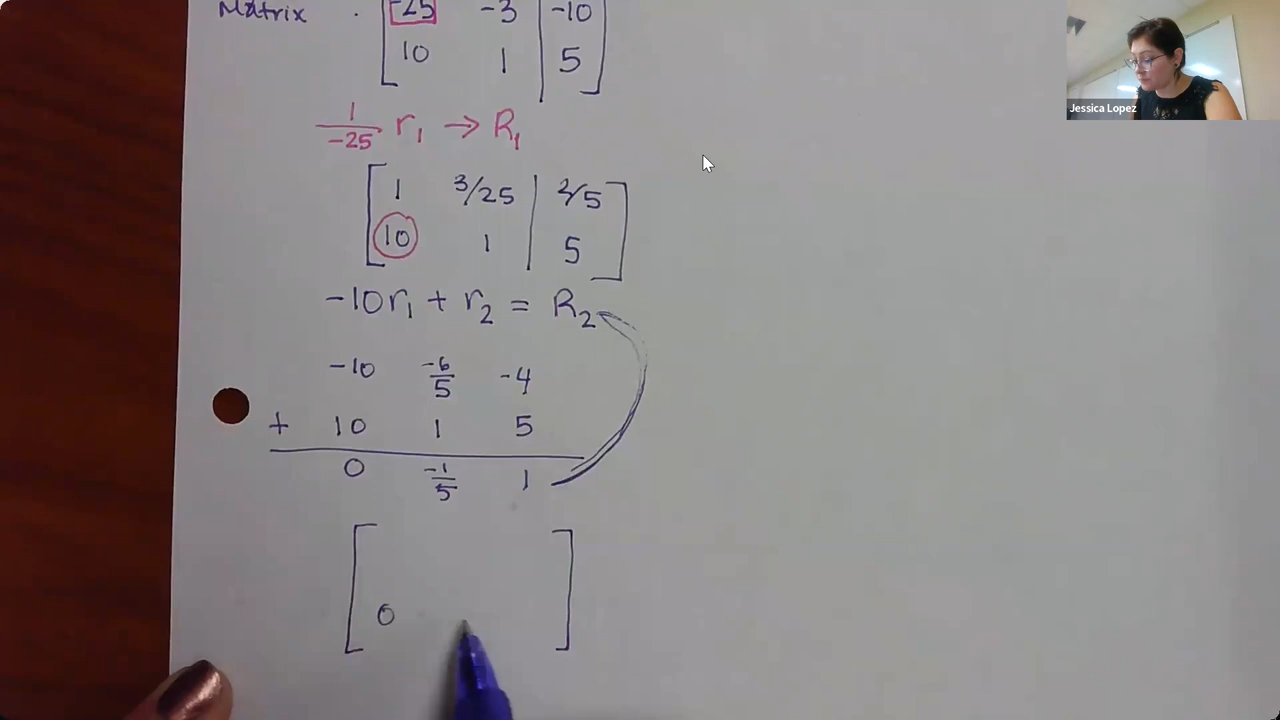 Matrix . -25 -3 | -10
10 1 | 5
Jessica Lopez
1/-25 r₁ → R₁
1 3/25 | 2/5
10 1 | 5
-10r₁ + r₂ = R₂
-10 -6/5 -4
+ 10 1 5
0 -1/5 1
0